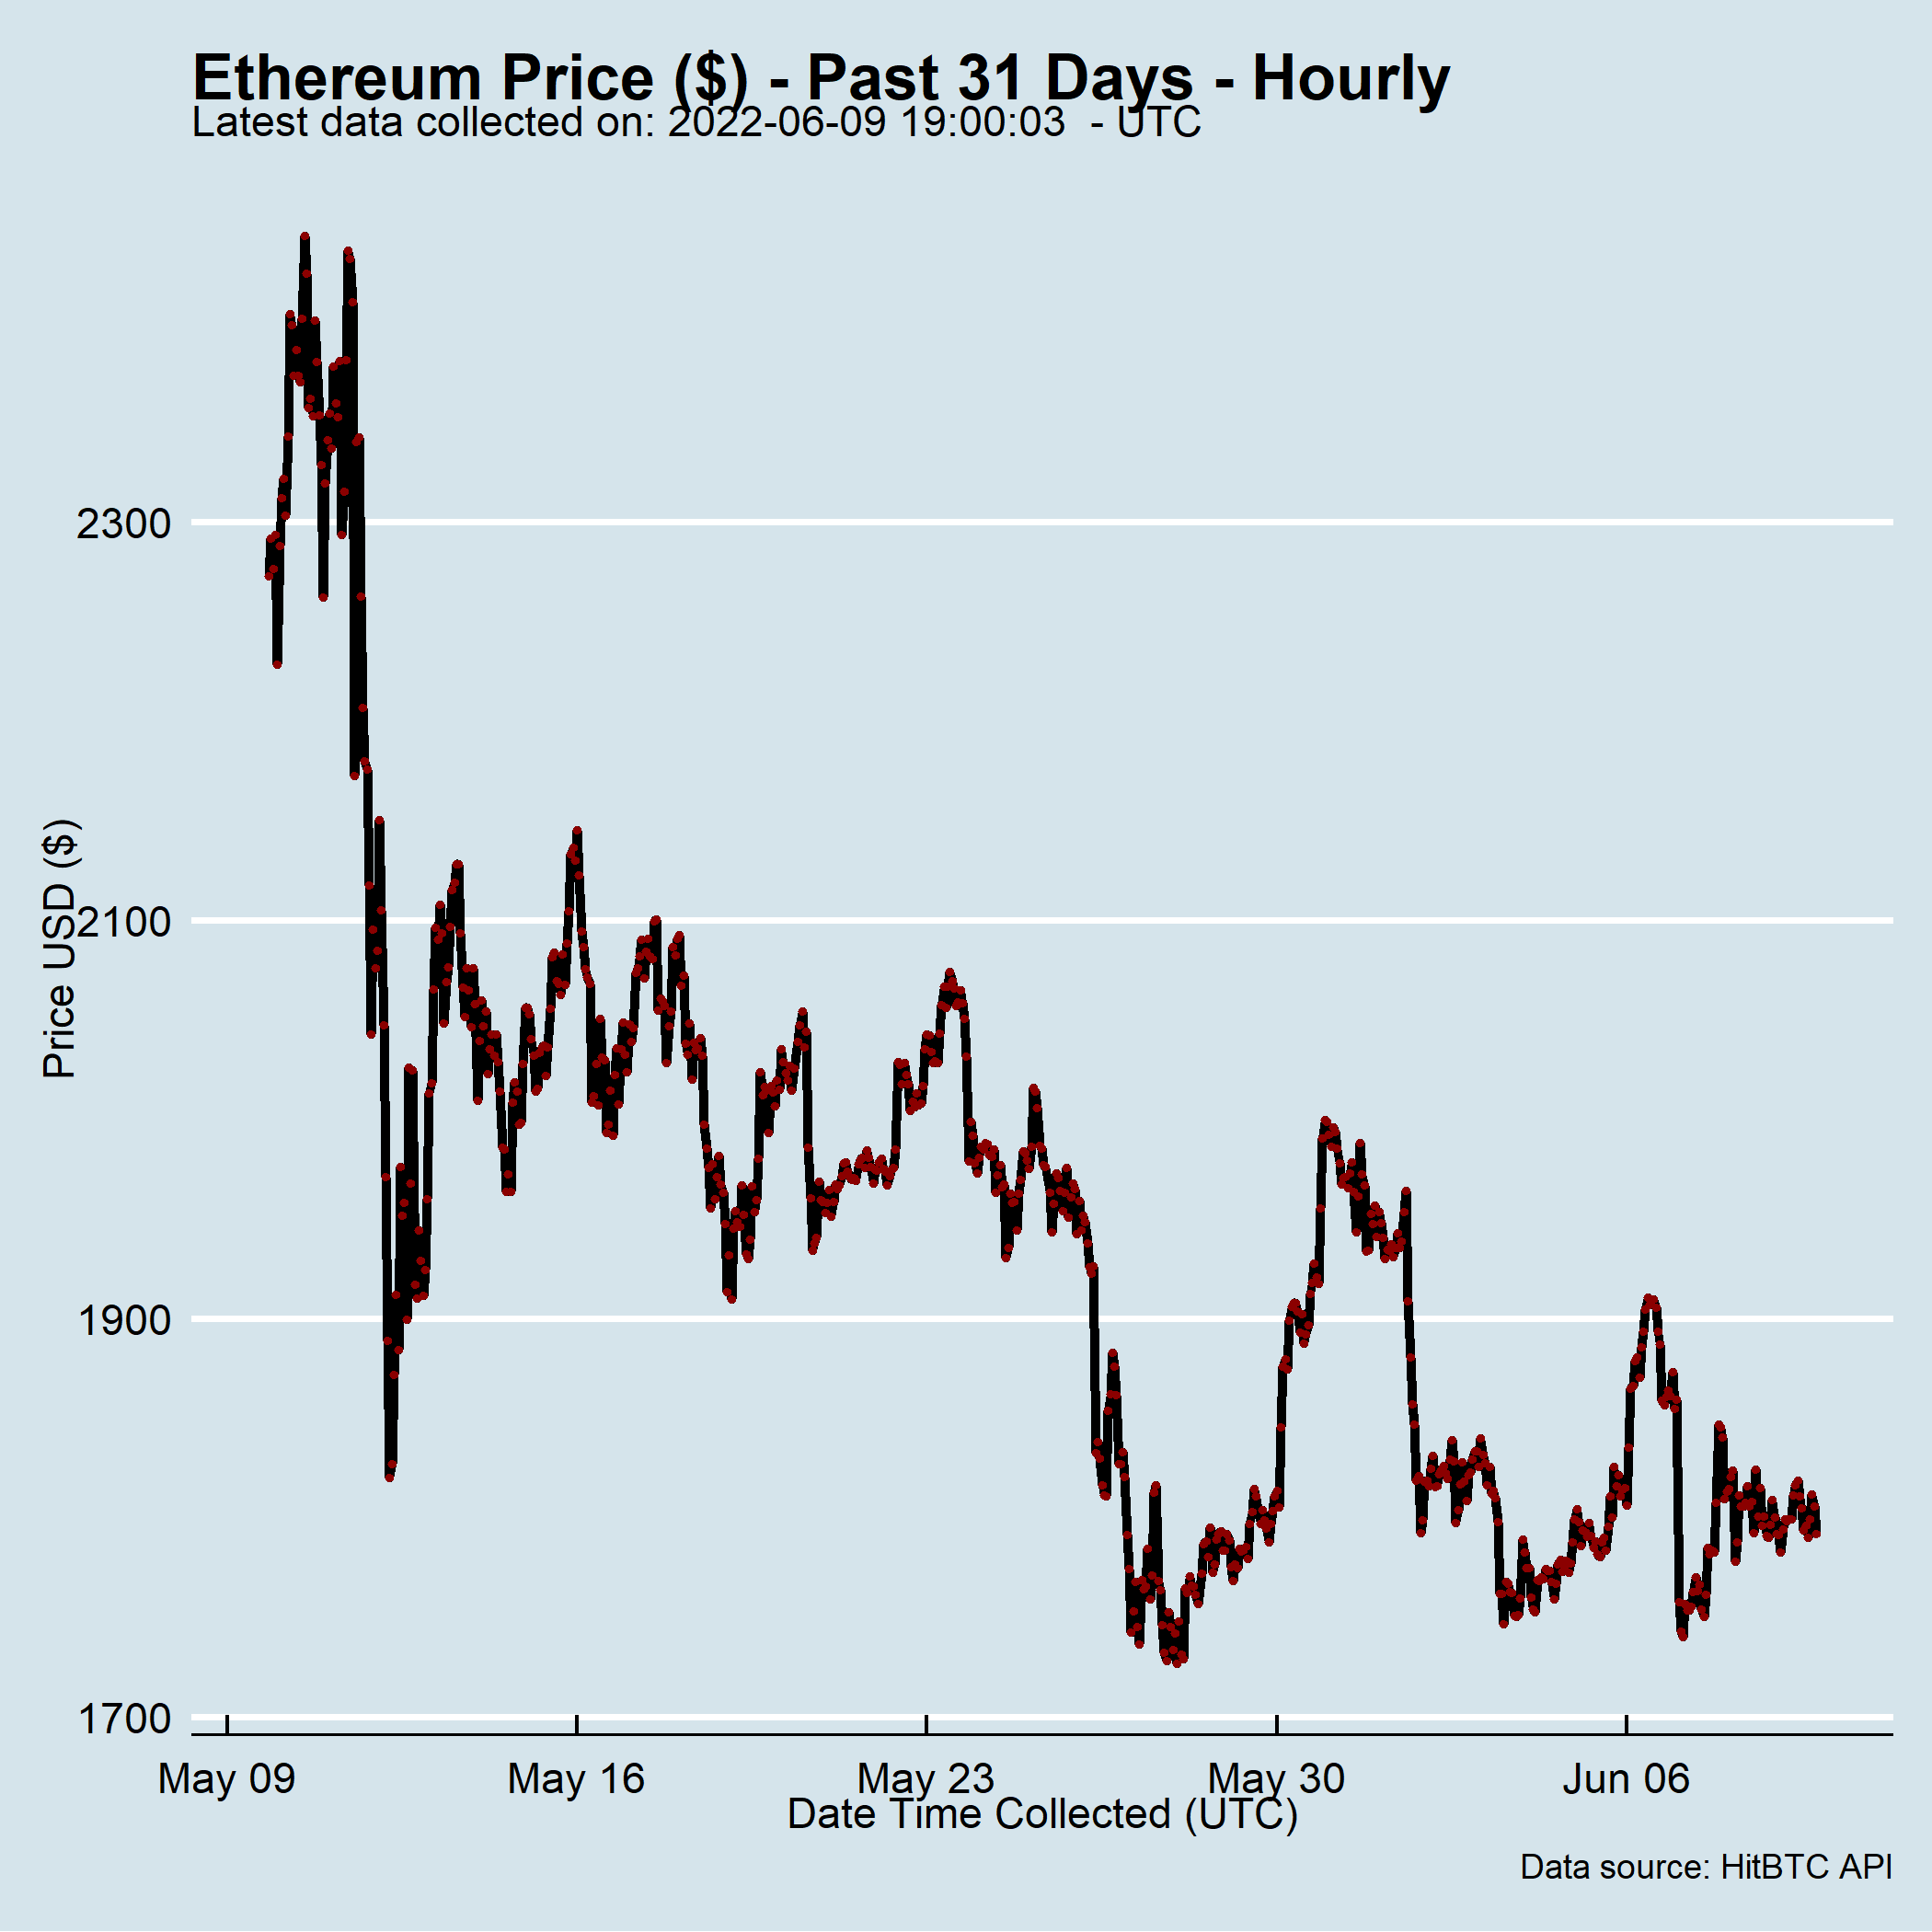 Ethereum Price ($) - Past 31 Days - Hourly
Latest data collected on: 2022-06-09 19:00:03  - UTC
Price USD ($)
2300
2100
1900
1700
May 09 May 16 May 23 May 30 Jun 06
Date Time Collected (UTC)
Data source: HitBTC API